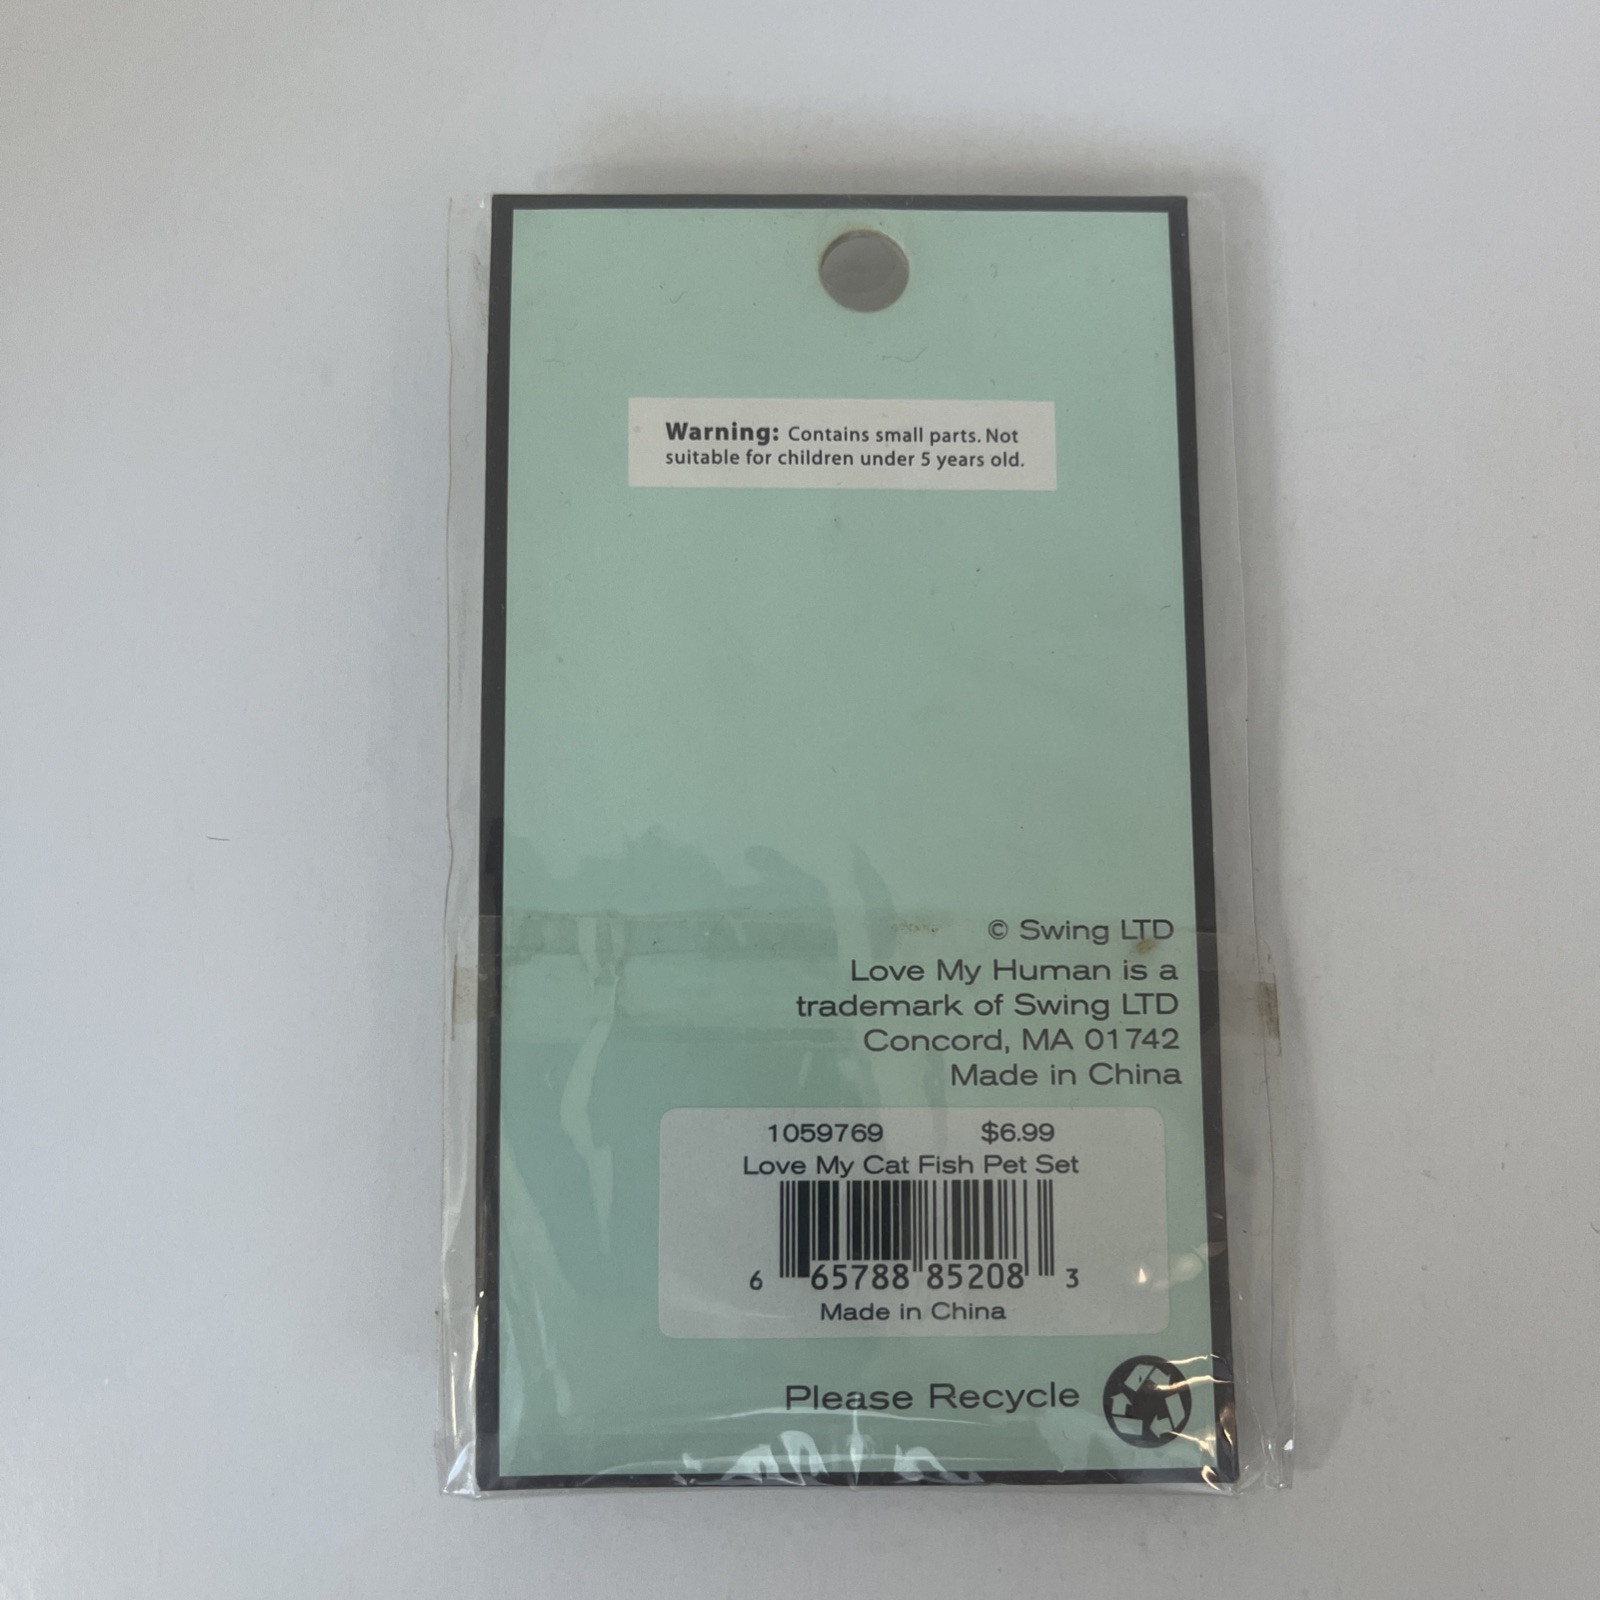 Warning: Contains small parts. Not
suitable for children under 5 years old.
© Swing LTD
Love My Human is a
trademark of Swing LTD
Concord, MA 01742
Made in China
1059769 $6.99
Love My Cat Fish Pet Set
6 65788 85208 3
Made in China
Please Recycle